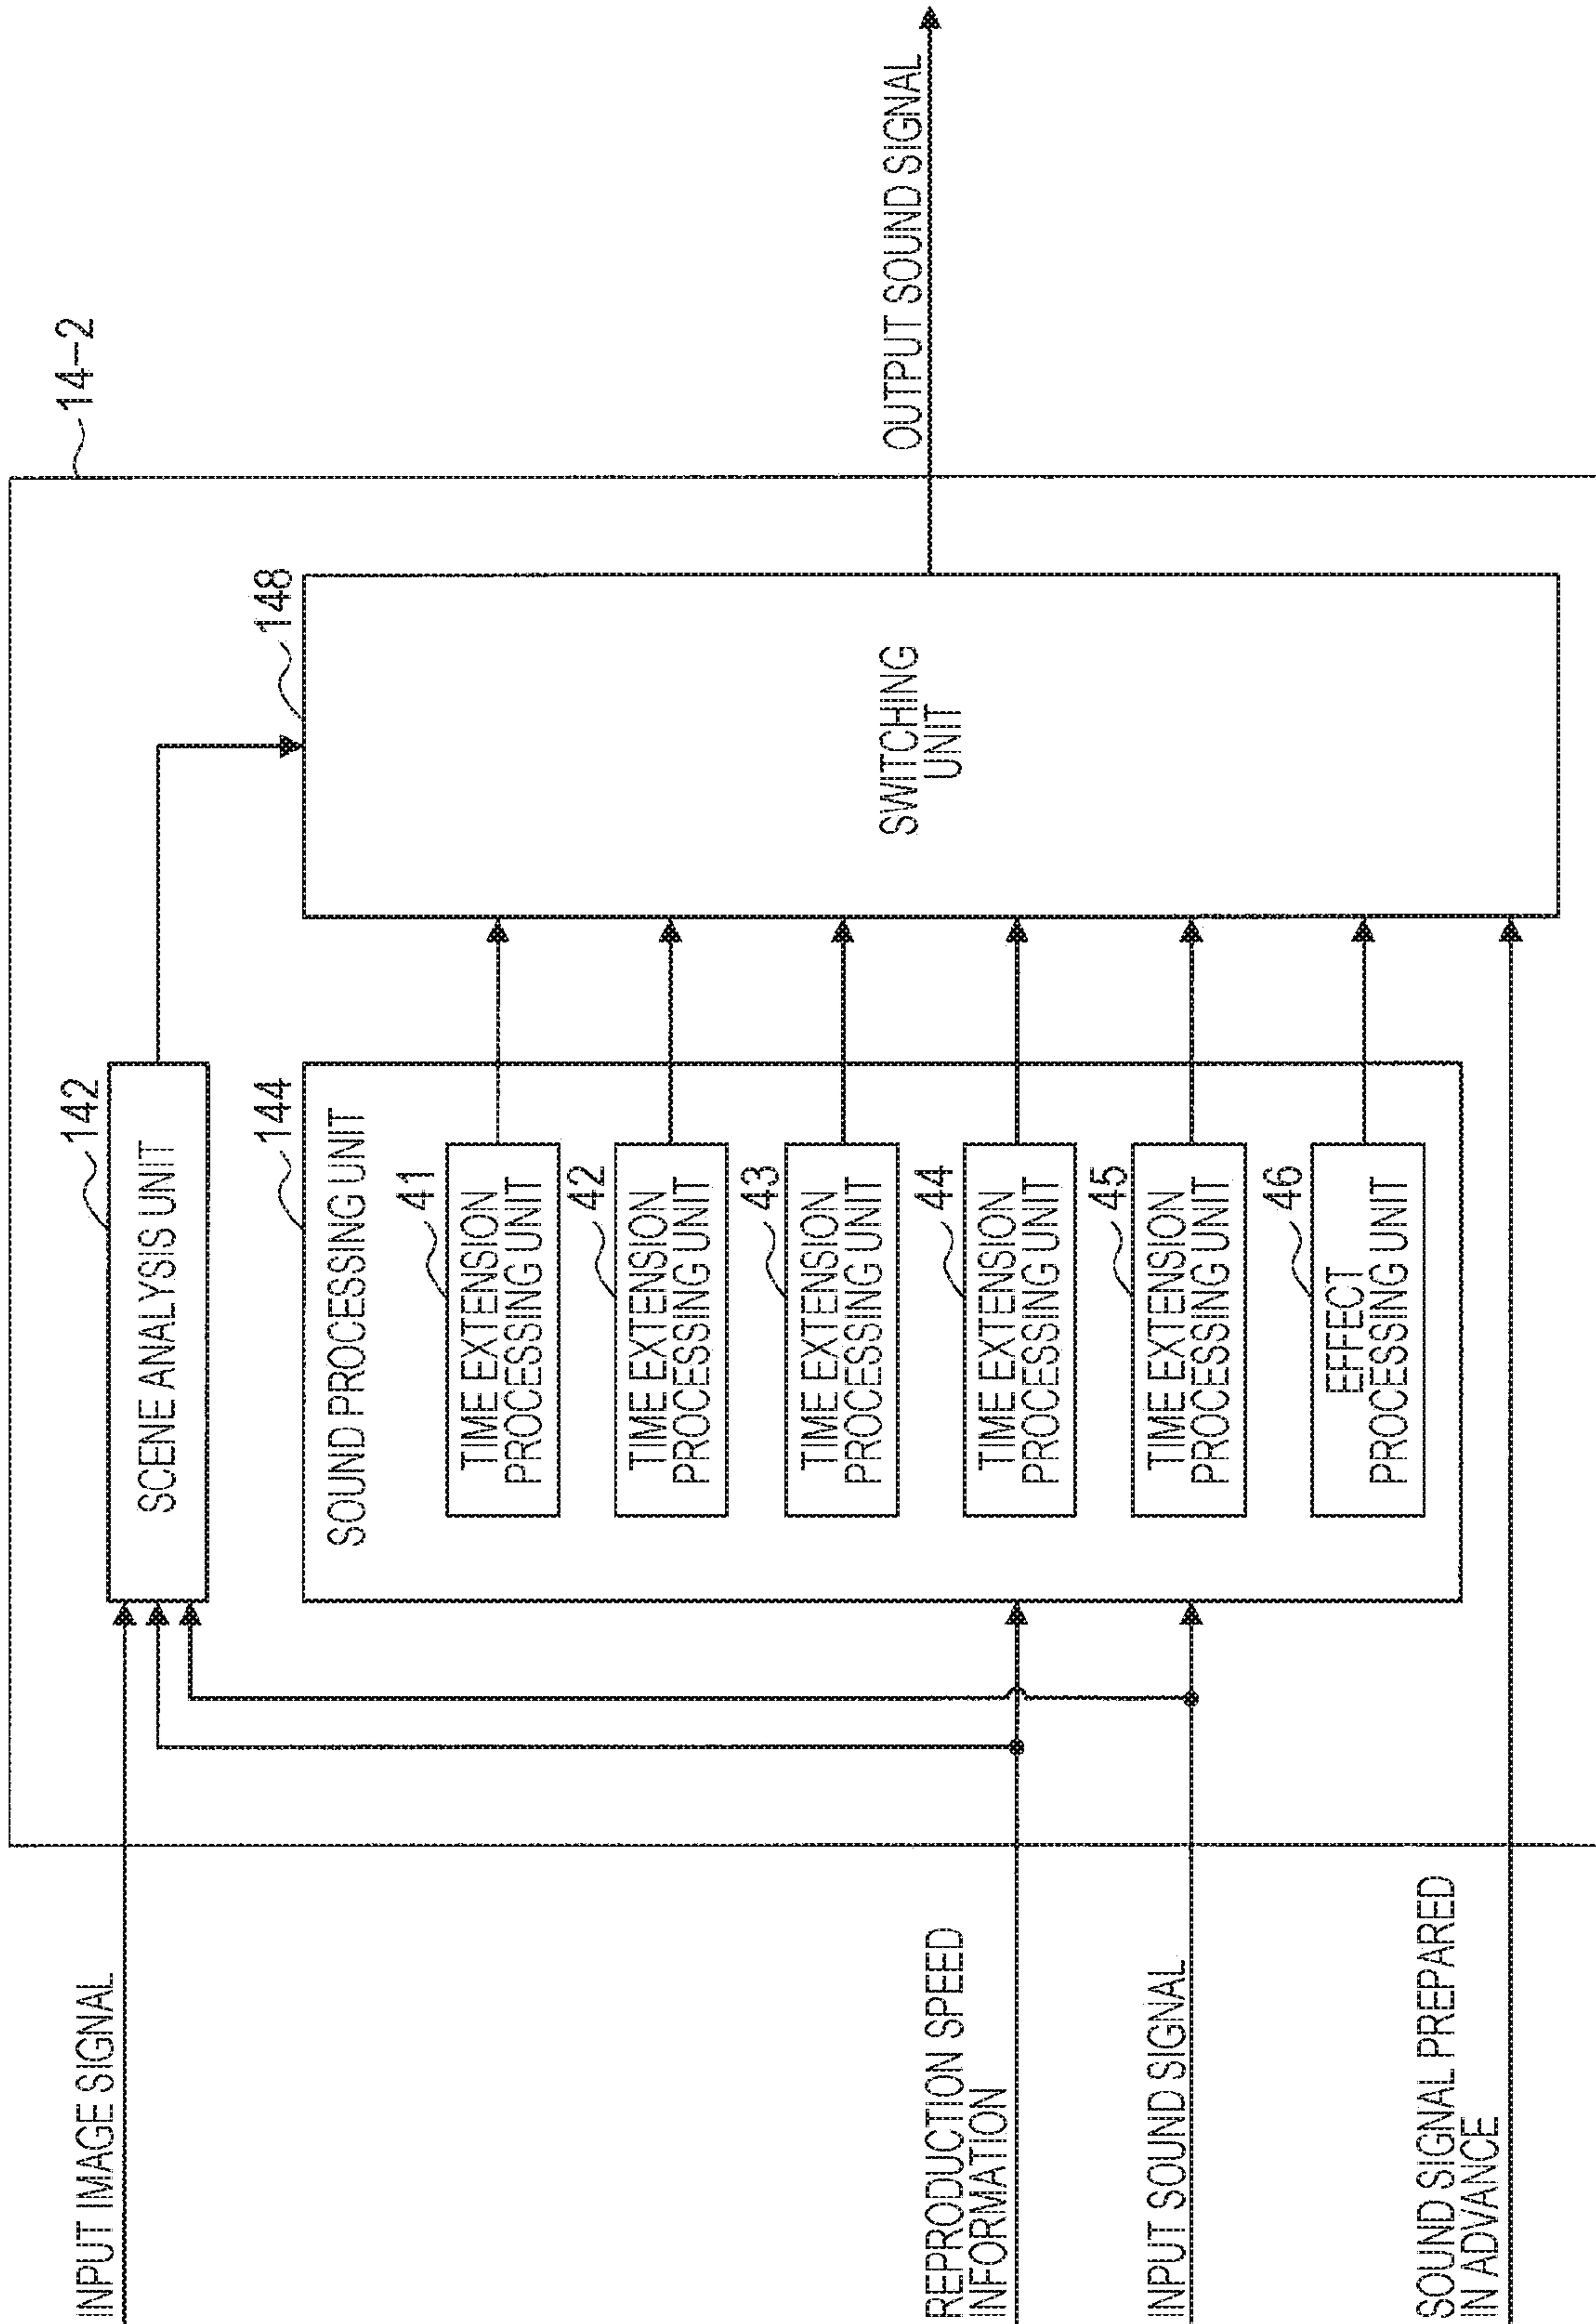 14-2
INPUT IMAGE SIGNAL
142
SCENE ANALYSIS UNIT
148
SWITCHING
UNIT
144
SOUND PROCESSING UNIT
41
TIME EXTENSION
PROCESSING UNIT
42
TIME EXTENSION
PROCESSING UNIT
43
TIME EXTENSION
PROCESSING UNIT
44
TIME EXTENSION
PROCESSING UNIT
45
TIME EXTENSION
PROCESSING UNIT
46
EFFECT
PROCESSING UNIT
REPRODUCTION SPEED
INFORMATION
INPUT SOUND SIGNAL
SOUND SIGNAL PREPARED
IN ADVANCE
OUTPUT SOUND SIGNAL